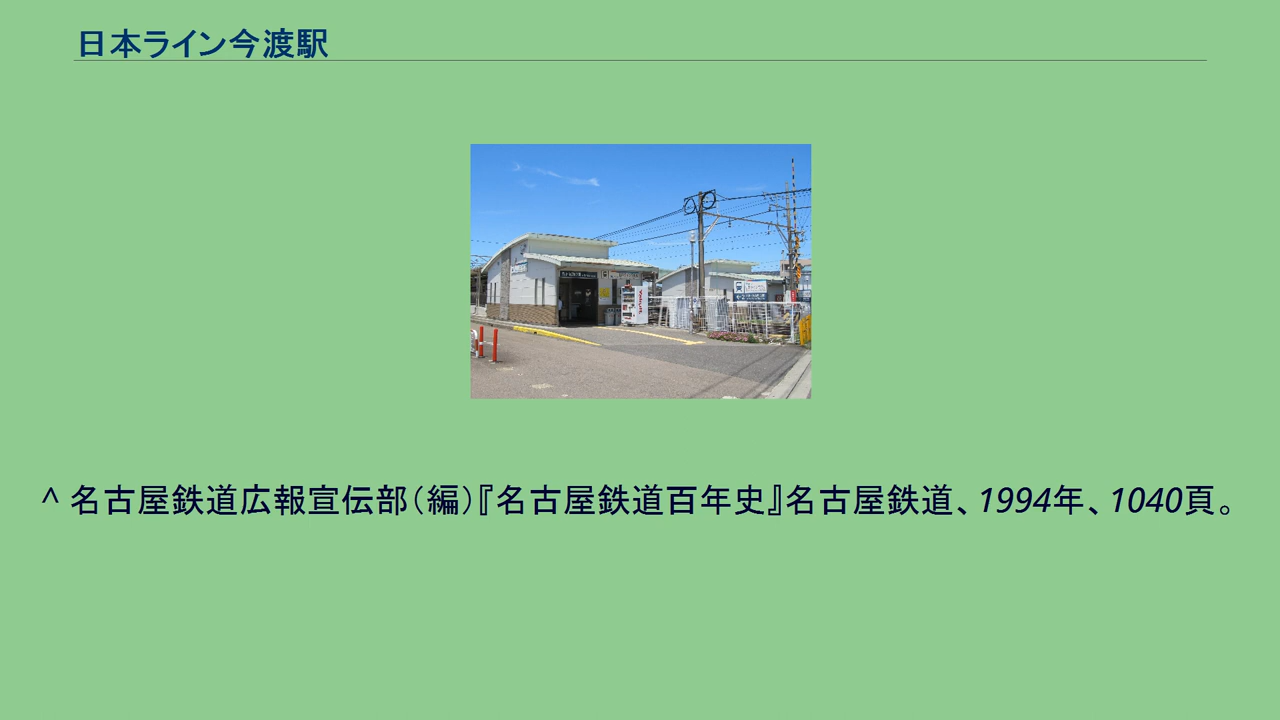 日本ライン今渡駅
^ 名古屋鉄道広報宣伝部（編）『名古屋鉄道百年史』名古屋鉄道、1994年、1040頁。